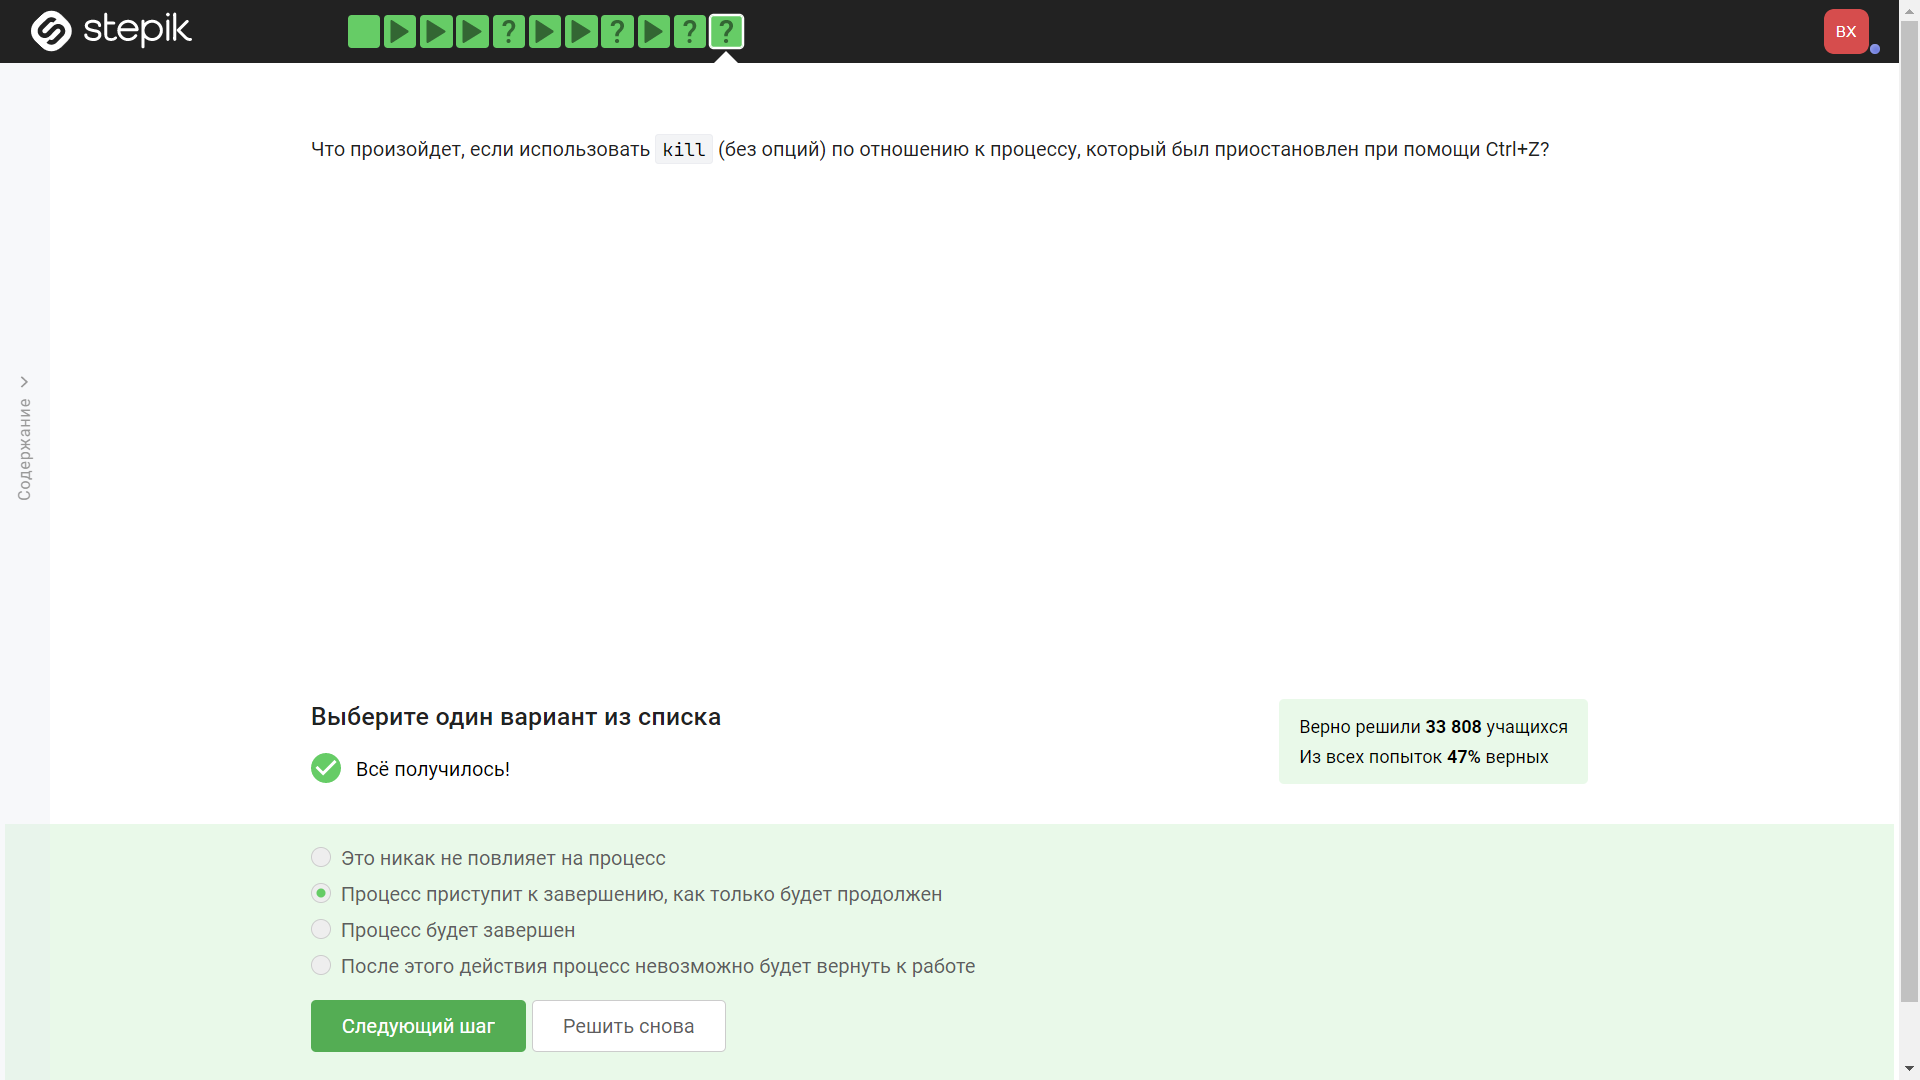 stepik
? ? ? ?
ВХ
Содержание
Что произойдет, если использовать kill (без опций) по отношению к процессу, который был приостановлен при помощи Ctrl+Z?
Выберите один вариант из списка
Всё получилось!
Верно решили 33 808 учащихся
Из всех попыток 47% верных
Это никак не повлияет на процесс
Процесс приступит к завершению, как только будет продолжен
Процесс будет завершен
После этого действия процесс невозможно будет вернуть к работе
Следующий шаг
Решить снова